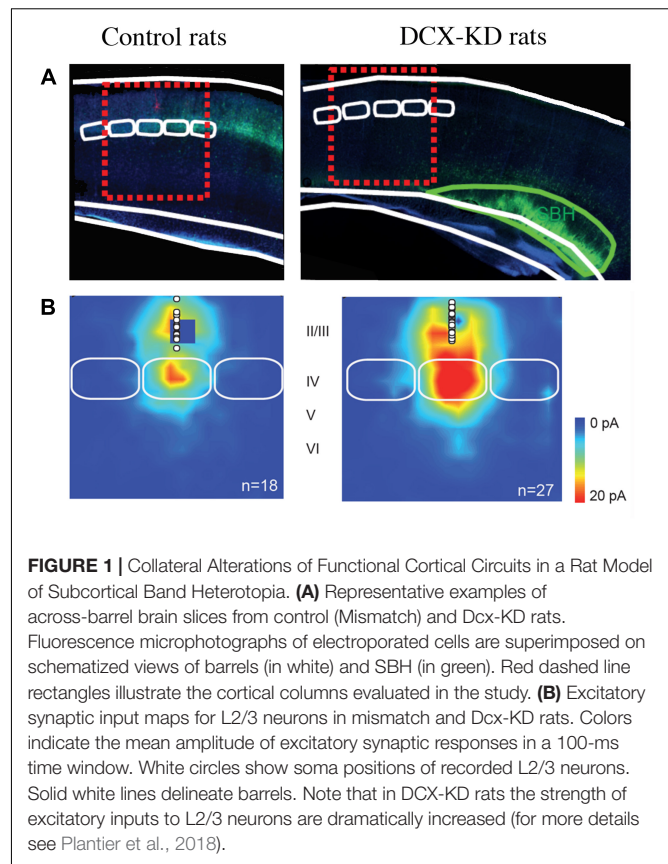 Control rats
DCX-KD rats
A
SBH
B
II/III
IV
V
VI
n=18
n=27
0 pA
20 pA
FIGURE 1 | Collateral Alterations of Functional Cortical Circuits in a Rat Model
of Subcortical Band Heterotopia. (A) Representative examples of
across-barrel brain slices from control (Mismatch) and Dcx-KD rats.
Fluorescence microphotographs of electroporated cells are superimposed on
schematized views of barrels (in white) and SBH (in green). Red dashed line
rectangles illustrate the cortical columns evaluated in the study. (B) Excitatory
synaptic input maps for L2/3 neurons in mismatch and Dcx-KD rats. Colors
indicate the mean amplitude of excitatory synaptic responses in a 100-ms
time window. White circles show soma positions of recorded L2/3 neurons.
Solid white lines delineate barrels. Note that in DCX-KD rats the strength of
excitatory inputs to L2/3 neurons are dramatically increased (for more details
see Plantier et al., 2018).